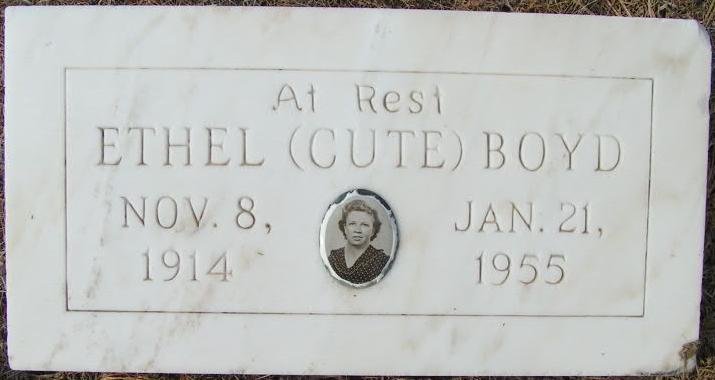 At Rest
ETHEL (CUTE) BOYD
NOV. 8, JAN. 21,
1914 1955